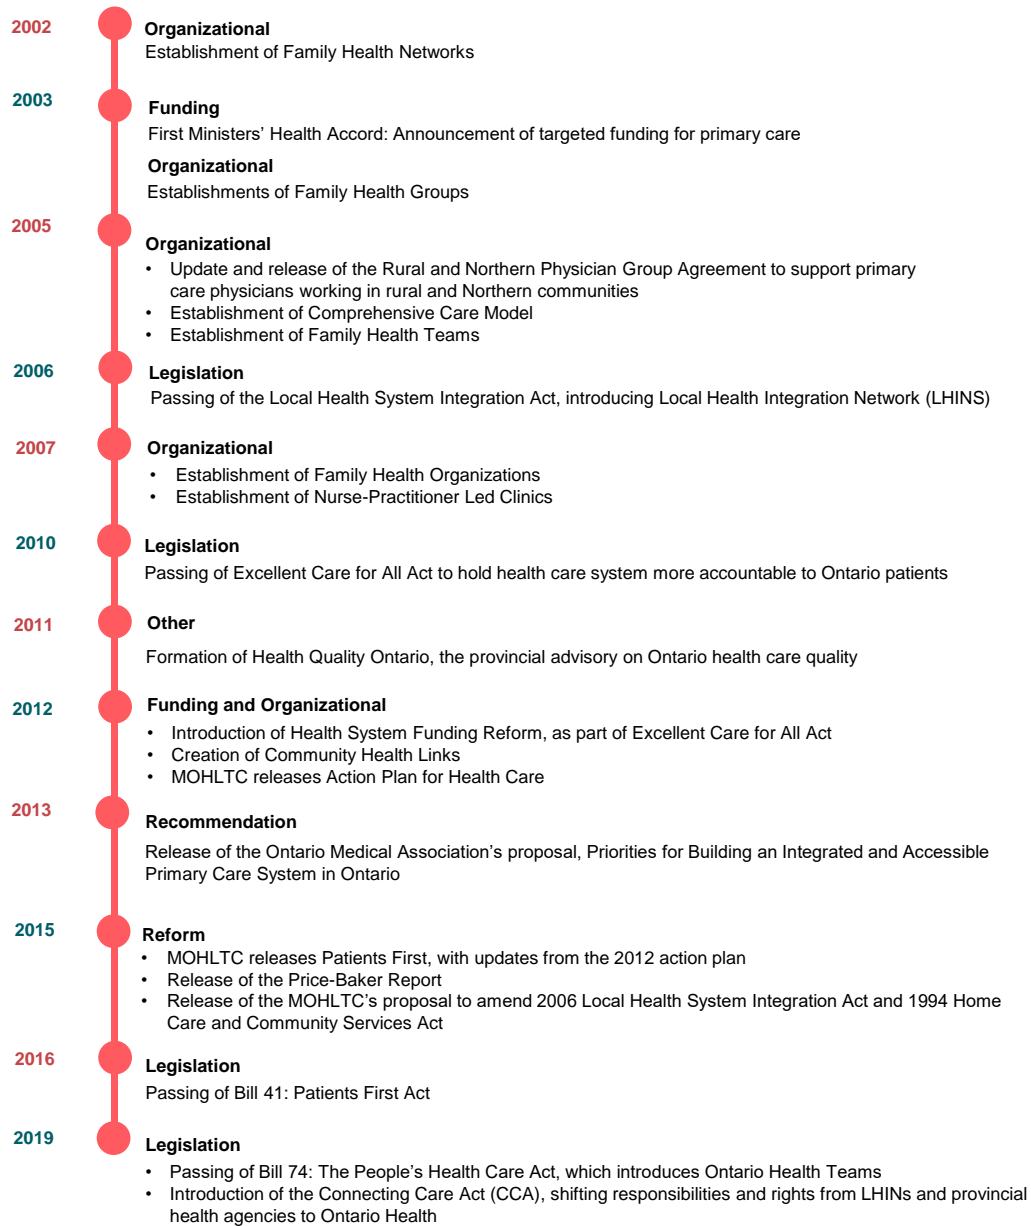 2002
Organizational
Establishment of Family Health Networks
2003
Funding
First Ministers’ Health Accord: Announcement of targeted funding for primary care
Organizational
Establishments of Family Health Groups
2005
Organizational
• Update and release of the Rural and Northern Physician Group Agreement to support primary
care physicians working in rural and Northern communities
• Establishment of Comprehensive Care Model
• Establishment of Family Health Teams
2006
Legislation
Passing of the Local Health System Integration Act, introducing Local Health Integration Network (LHINS)
2007
Organizational
• Establishment of Family Health Organizations
• Establishment of Nurse-Practitioner Led Clinics
2010
Legislation
Passing of Excellent Care for All Act to hold health care system more accountable to Ontario patients
2011
Other
Formation of Health Quality Ontario, the provincial advisory on Ontario health care quality
2012
Funding and Organizational
• Introduction of Health System Funding Reform, as part of Excellent Care for All Act
• Creation of Community Health Links
• MOHLTC releases Action Plan for Health Care
2013
Recommendation
Release of the Ontario Medical Association’s proposal, Priorities for Building an Integrated and Accessible
Primary Care System in Ontario
2015
Reform
• MOHLTC releases Patients First, with updates from the 2012 action plan
• Release of the Price-Baker Report
• Release of the MOHLTC’s proposal to amend 2006 Local Health System Integration Act and 1994 Home
Care and Community Services Act
2016
Legislation
Passing of Bill 41: Patients First Act
2019
Legislation
• Passing of Bill 74: The People’s Health Care Act, which introduces Ontario Health Teams
• Introduction of the Connecting Care Act (CCA), shifting responsibilities and rights from LHINs and provincial
health agencies to Ontario Health